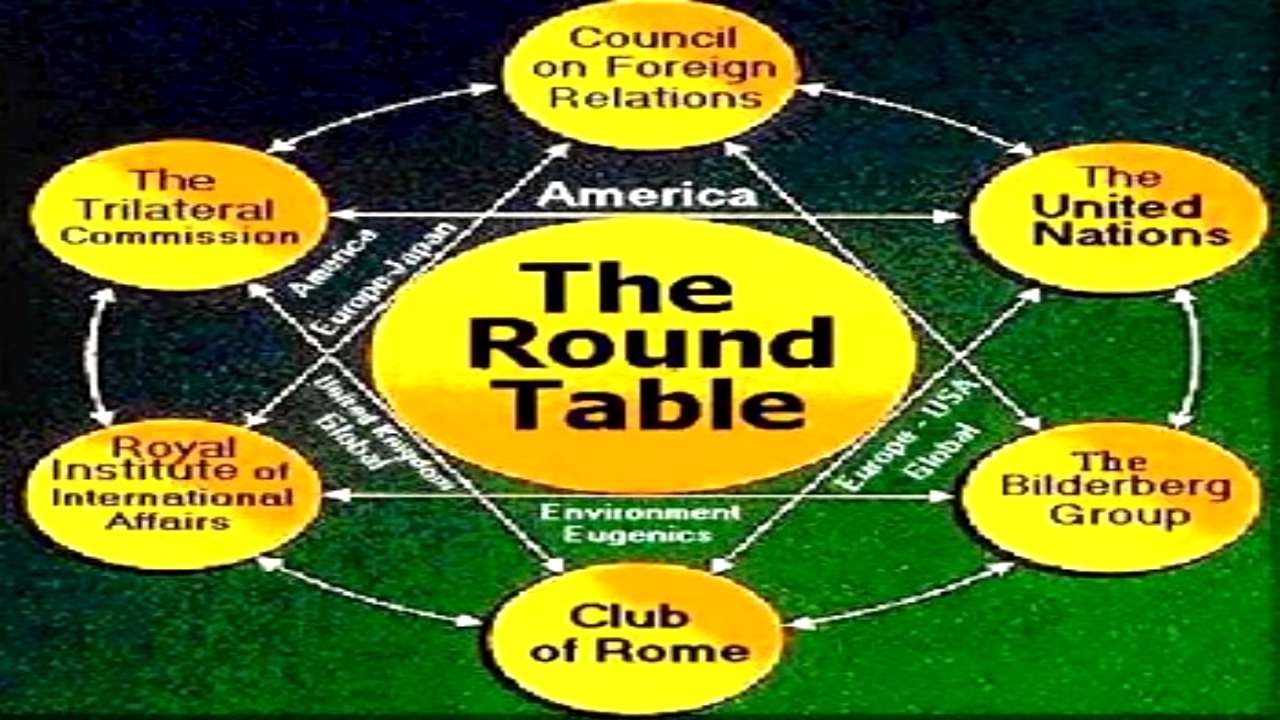 Council
on Foreign
Relations
The
Trilateral
Commission
The
United
Nations
America
America
Europe-Japan
The
Round
Table
United Kingdom
Global
Europe - USA
Global
Royal
Institute of
International
Affairs
The
Bilderberg
Group
Environment
Eugenics
Club
of Rome